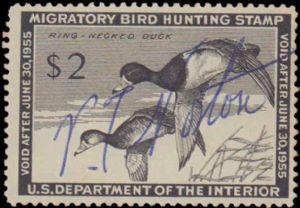 MIGRATORY BIRD HUNTING STAMP
RING-NECKED DUCK
$2
VOID AFTER JUNE 30, 1955
VOID AFTER JUNE 30, 1955
U.S. DEPARTMENT OF THE INTERIOR